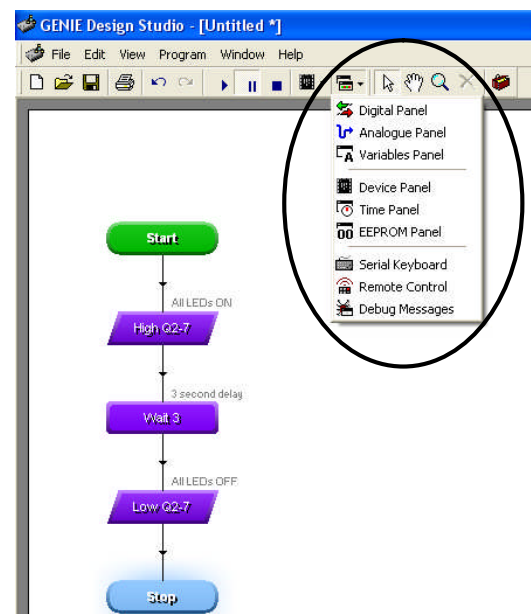 GENIE Design Studio - [Untitled *]
File Edit View Program Window Help
Digital Panel
Analogue Panel
A Variables Panel
Device Panel
Time Panel
00 EEPROM Panel
Serial Keyboard
Remote Control
Debug Messages
Start
All LEDs ON
High Q2-7
3 second delay
Wait 3
All LEDs OFF
Low Q2-7
Stop